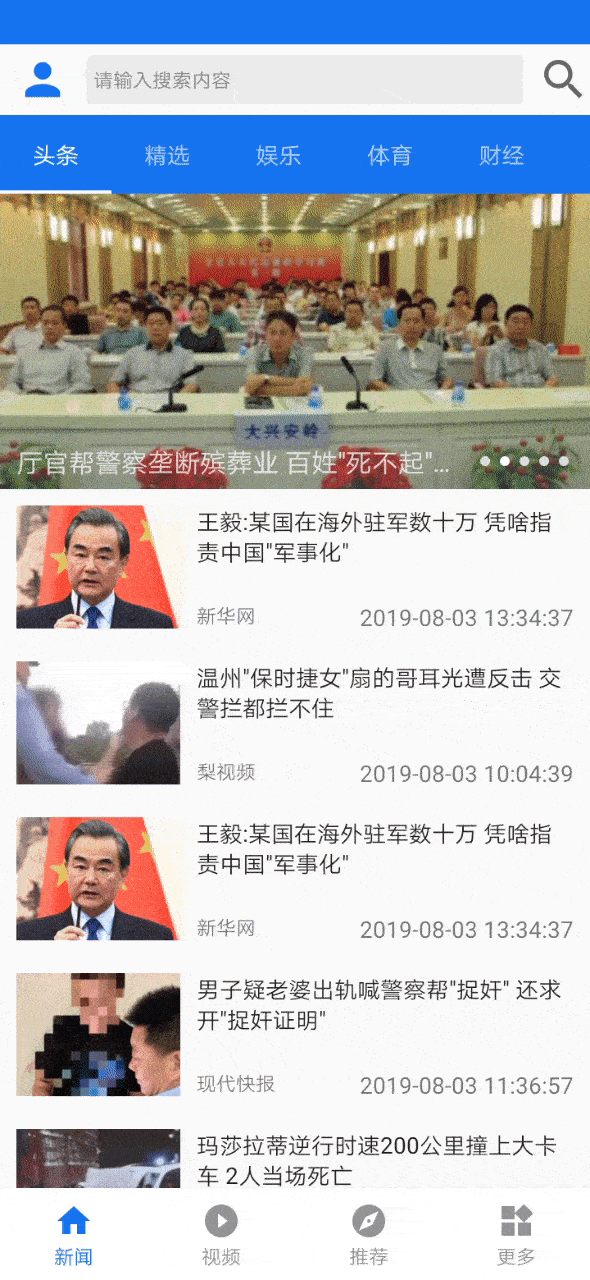 请输入搜索内容
头条 精选 娱乐 体育 财经
大兴安岭
厅官帮警察垄断殡葬业 百姓"死不起"...
王毅:某国在海外驻军数十万 凭啥指
责中国"军事化"
新华网 2019-08-03 13:34:37
温州"保时捷女"扇的哥耳光遭反击 交
警拦都拦不住
梨视频 2019-08-03 10:04:39
王毅:某国在海外驻军数十万 凭啥指
责中国"军事化"
新华网 2019-08-03 13:34:37
男子疑老婆出轨喊警察帮"捉奸" 还求
开"捉奸证明"
现代快报 2019-08-03 11:36:57
玛莎拉蒂逆行时速200公里撞上大卡
车 2人当场死亡
新闻 视频 推荐 更多